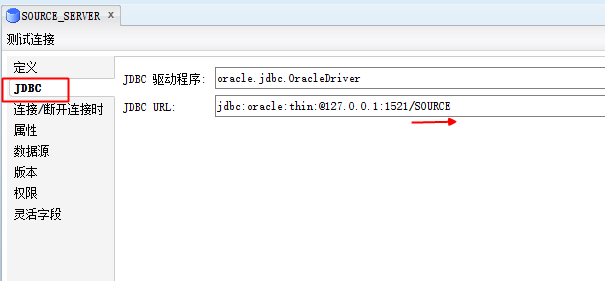 SOURCE_SERVER x
测试连接
定义
JDBC
连接/断开连接时
属性
数据源
版本
权限
灵活字段
JDBC 驱动程序: oracle.jdbc.OracleDriver
JDBC URL: jdbc:oracle:thin:@127.0.0.1:1521/SOURCE